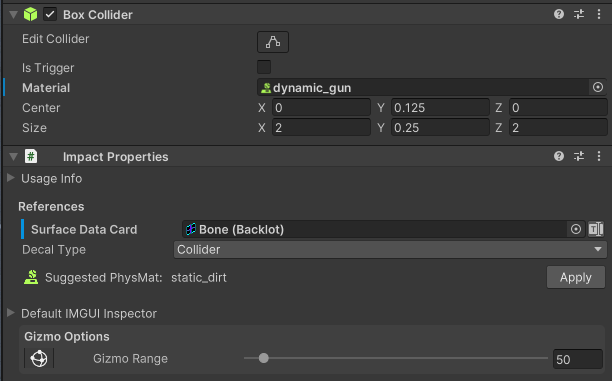 Box Collider
Edit Collider
Is Trigger
Material dynamic_gun
Center X 0 Y 0.125 Z 0
Size X 2 Y 0.25 Z 2
# Impact Properties
Usage Info
References
Surface Data Card Bone (Backlot) T
Decal Type Collider
Suggested PhysMat: static_dirt Apply
Default IMGUI Inspector
Gizmo Options
Gizmo Range 50